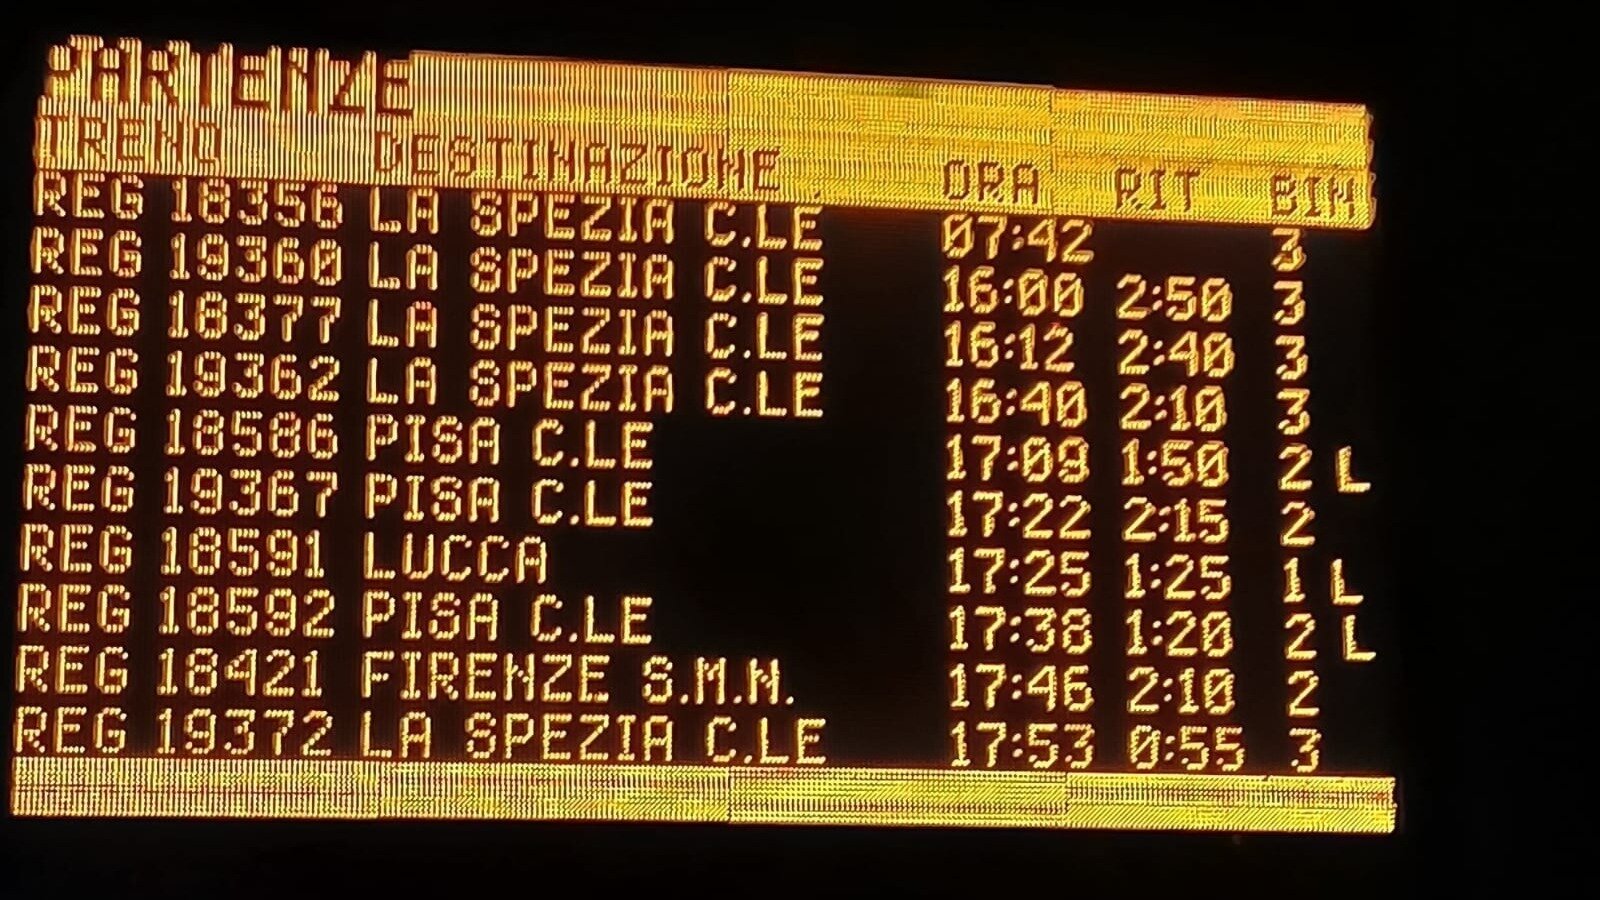 PARTENZE
TRENO DESTINAZIONE ORA RIT BIN
REG 18356 LA SPEZIA C.LE 07:42 3
REG 19360 LA SPEZIA C.LE 16:00 2:50 3
REG 18377 LA SPEZIA C.LE 16:12 2:40 3
REG 19362 LA SPEZIA C.LE 16:40 2:10 3
REG 18586 PISA C.LE 17:09 1:50 2 L
REG 19367 PISA C.LE 17:22 2:15 2
REG 18591 LUCCA 17:25 1:25 1 L
REG 18592 PISA C.LE 17:38 1:20 2 L
REG 18421 FIRENZE S.M.N. 17:46 2:10 2
REG 19372 LA SPEZIA C.LE 17:53 0:55 3